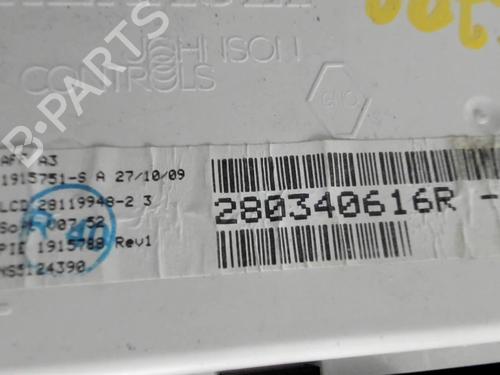 JOHNSON
CONTROLS
GNO
B-PARTS
AFF A3
1915751-S A 27/10/09
LCD 28119948-2 3
Soft 007 52
PID 1915788 Rev1
280340616R -